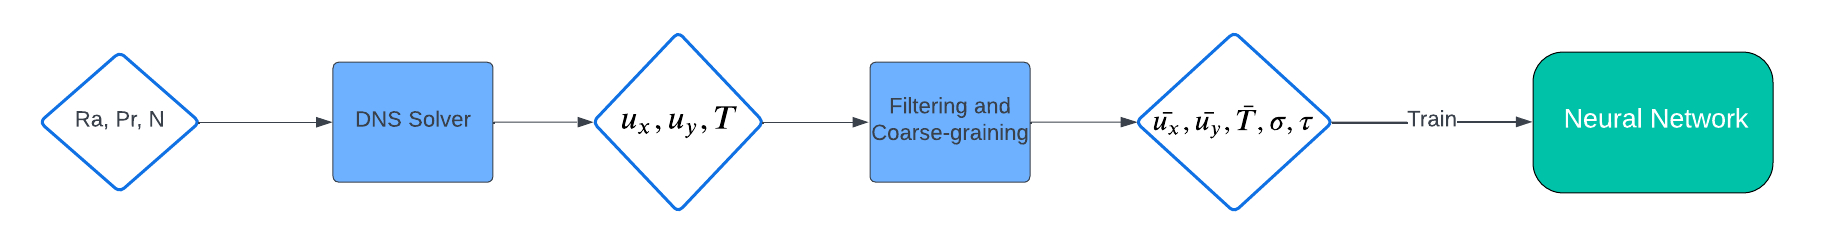 Ra, Pr, N
DNS Solver
u_x, u_y, T
Filtering and
Coarse-graining
ū_x, ū_y, T̄, σ, τ
Train
Neural Network